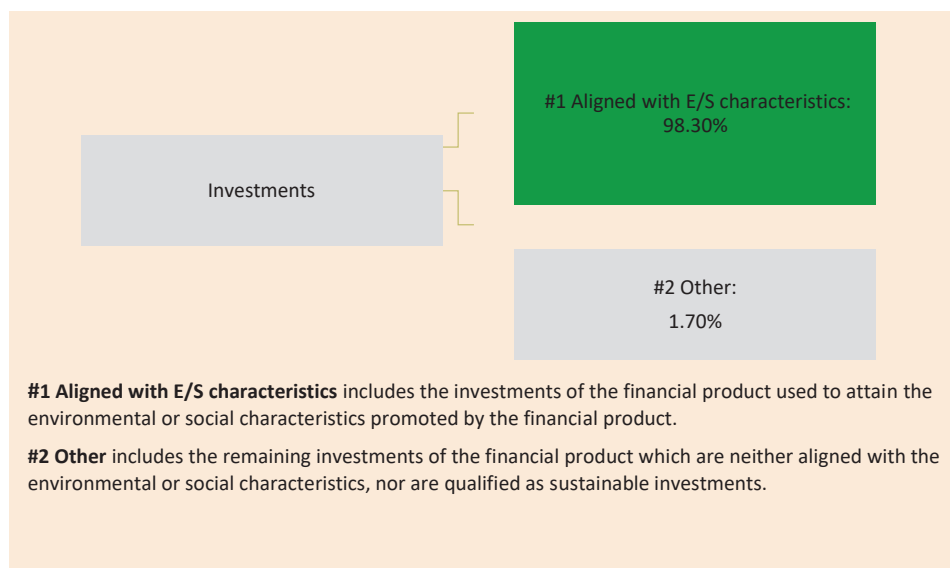 #1 Aligned with E/S characteristics:
98.30%
Investments
#2 Other:
1.70%
#1 Aligned with E/S characteristics includes the investments of the financial product used to attain the
environmental or social characteristics promoted by the financial product.
#2 Other includes the remaining investments of the financial product which are neither aligned with the
environmental or social characteristics, nor are qualified as sustainable investments.